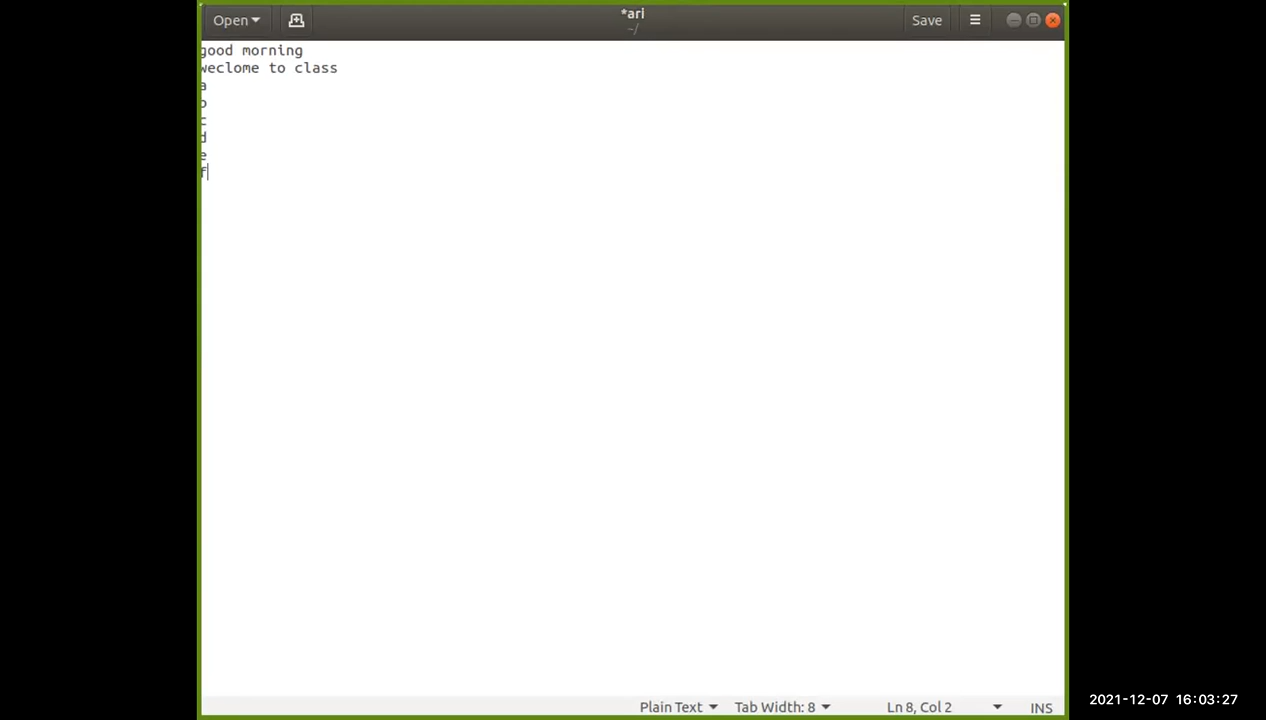 Open
*ari
~/
Save
good morning
weclome to class
a
b
c
d
e
f
Plain Text
Tab Width: 8
Ln 8, Col 2
INS
2021-12-07 16:03:27